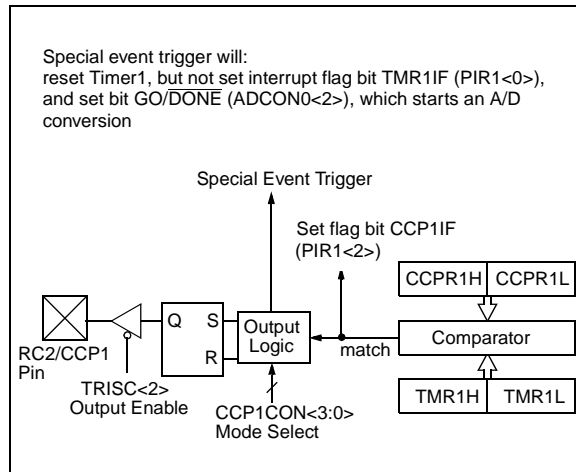 Special event trigger will:
reset Timer1, but not set interrupt flag bit TMR1IF (PIR1<0>),
and set bit GO/DONE (ADCON0<2>), which starts an A/D
conversion
Special Event Trigger
Set flag bit CCP1IF
(PIR1<2>)
CCPR1H CCPR1L
Q S
R
Output
Logic
match
Comparator
RC2/CCP1
Pin
TRISC<2>
Output Enable
CCP1CON<3:0>
Mode Select
TMR1H TMR1L